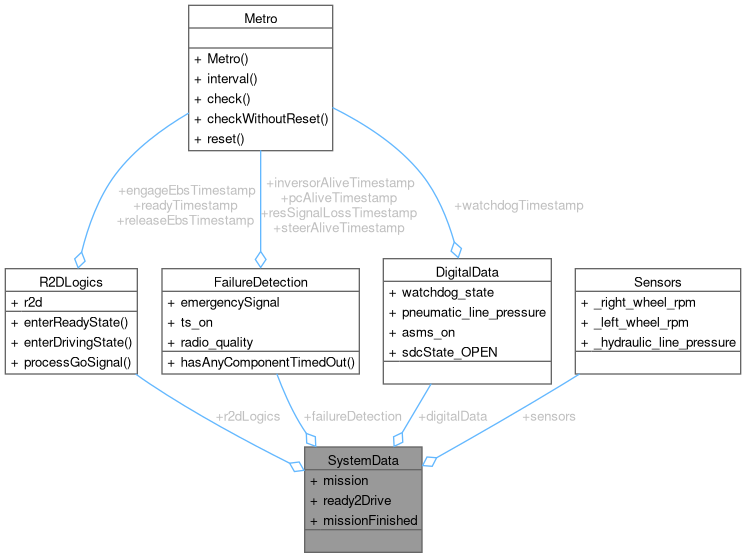 Metro
+ Metro()
+ interval()
+ check()
+ checkWithoutReset()
+ reset()
+engageEbsTimestamp
+readyTimestamp
+releaseEbsTimestamp
+inversorAliveTimestamp
+pcAliveTimestamp
+resSignalLossTimestamp
+steerAliveTimestamp
+watchdogTimestamp
R2DLogics
+ r2d
+ enterReadyState()
+ enterDrivingState()
+ processGoSignal()
FailureDetection
+ emergencySignal
+ ts_on
+ radio_quality
+ hasAnyComponentTimedOut()
DigitalData
+ watchdog_state
+ pneumatic_line_pressure
+ asms_on
+ sdcState_OPEN
Sensors
+ _right_wheel_rpm
+ _left_wheel_rpm
+ _hydraulic_line_pressure
+r2dLogics
+failureDetection
+digitalData
+sensors
SystemData
+ mission
+ ready2Drive
+ missionFinished